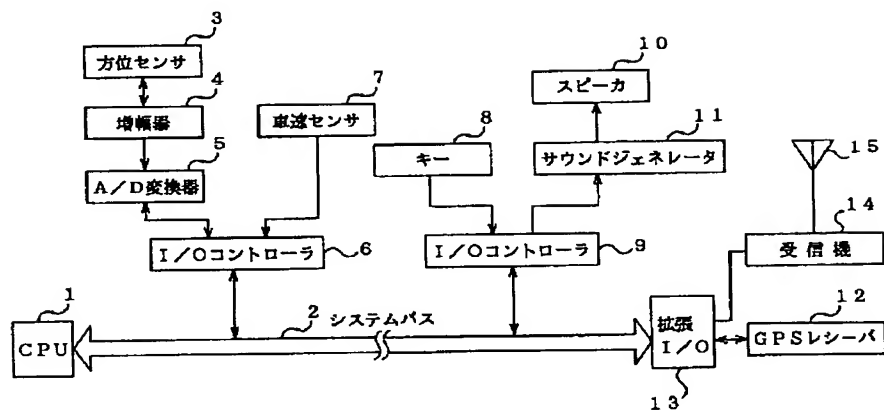 3
方位センサ
4
増幅器
5
A/D変換器
7
車速センサ
I/Oコントローラ
6
8
キー
10
スピーカ
11
サウンドジェネレータ
I/Oコントローラ
9
15
14
受信機
1
CPU
2
システムバス
拡張
I/O
13
12
GPSレシーバ